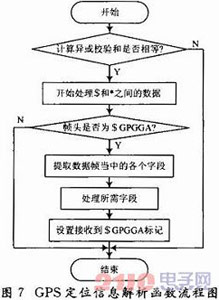 开始
计算异或校验和是否相等?
N
Y
开始处理$和*之间的数据
N
帧头是否为$GPGGA?
Y
提取数据帧当中的各个字段
处理所需字段
设置接收到$GPGGA标记
结束
图 7 GPS定位信息解析函数流程图